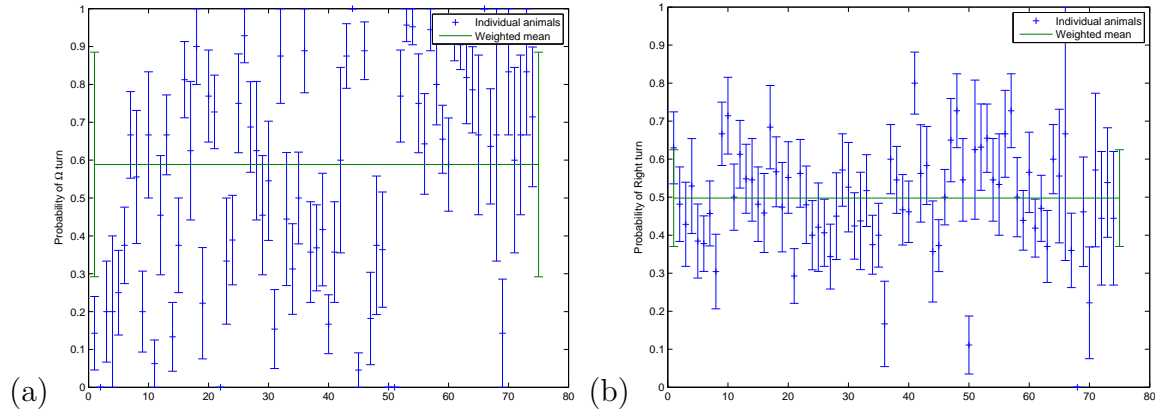 (a)
Probability of Ω turn
1
0.9
0.8
0.7
0.6
0.5
0.4
0.3
0.2
0.1
0
0 10 20 30 40 50 60 70 80
Individual animals
Weighted mean
(b)
Probability of Right turn
1
0.9
0.8
0.7
0.6
0.5
0.4
0.3
0.2
0.1
0
0 10 20 30 40 50 60 70 80
Individual animals
Weighted mean